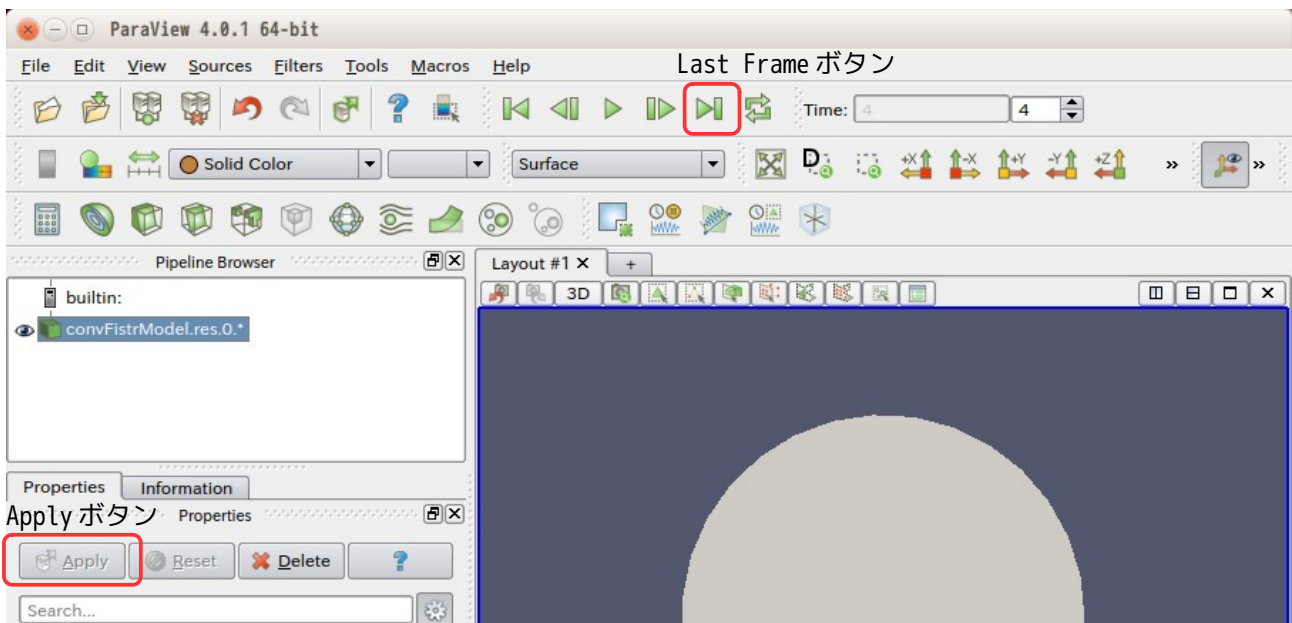 ParaView 4.0.1 64-bit
File Edit View Sources Filters Tools Macros Help
Last Frame ボタン
Time: 4 4
Solid Color Surface +X -X +Y -Y +Z » »
Pipeline Browser
Layout #1 × +
builtin:
3D
convFistrModel.res.0.*
Properties Information
Apply ボタン Properties
Apply Reset Delete ?
Search...